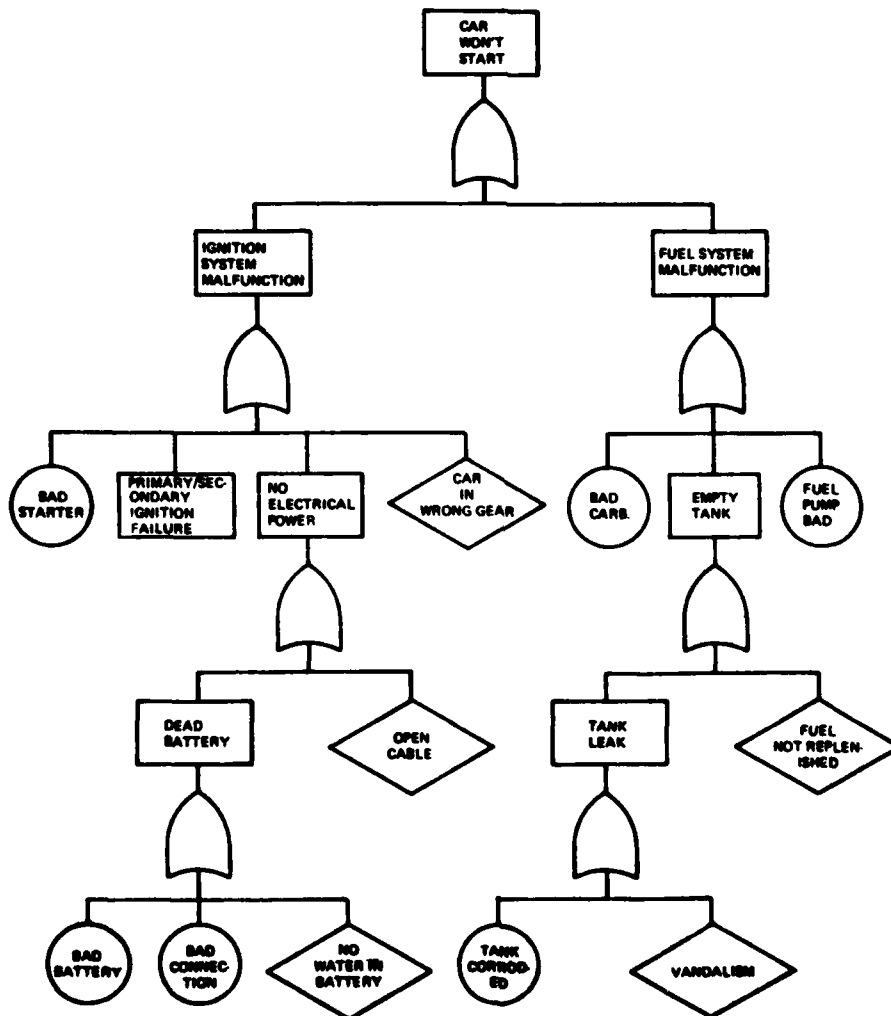 CAR
WON'T
START
IGNITION
SYSTEM
MALFUNCTION
FUEL SYSTEM
MALFUNCTION
BAD
STARTER
PRIMARY/SEC-
ONDARY
IGNITION
FAILURE
NO
ELECTRICAL
POWER
CAR
IN
WRONG GEAR
BAD
CARB.
EMPTY
TANK
FUEL
PUMP
BAD
DEAD
BATTERY
OPEN
CABLE
TANK
LEAK
FUEL
NOT REPLEN-
ISHED
BAD
BATTERY
BAD
CONNEC-
TION
NO
WATER IN
BATTERY
TANK
CORROD-
ED
VANDALISM